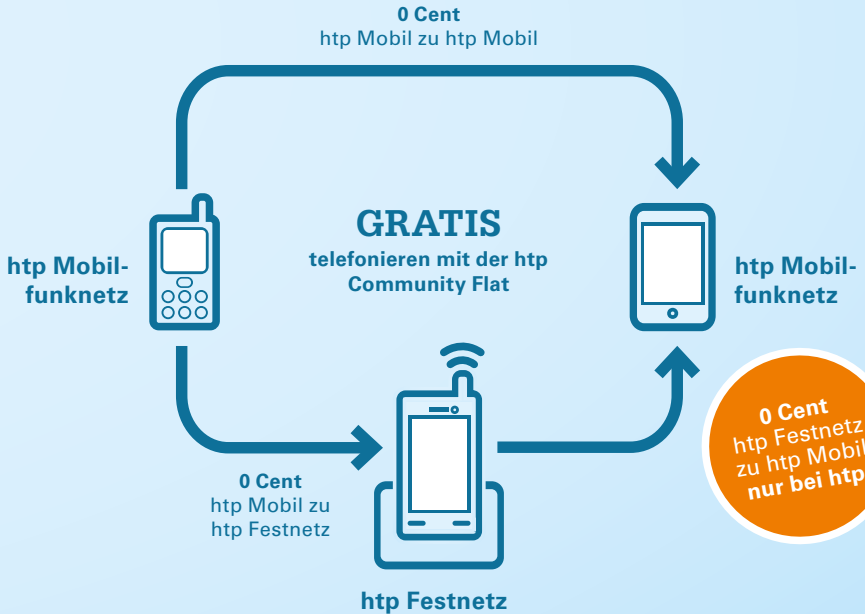 0 Cent
htp Mobil zu htp Mobil
GRATIS
telefonieren mit der htp
Community Flat
htp Mobil-
funknetz
htp Mobil-
funknetz
0 Cent
htp Festnetz
zu htp Mobil
nur bei htp
0 Cent
htp Mobil zu
htp Festnetz
htp Festnetz